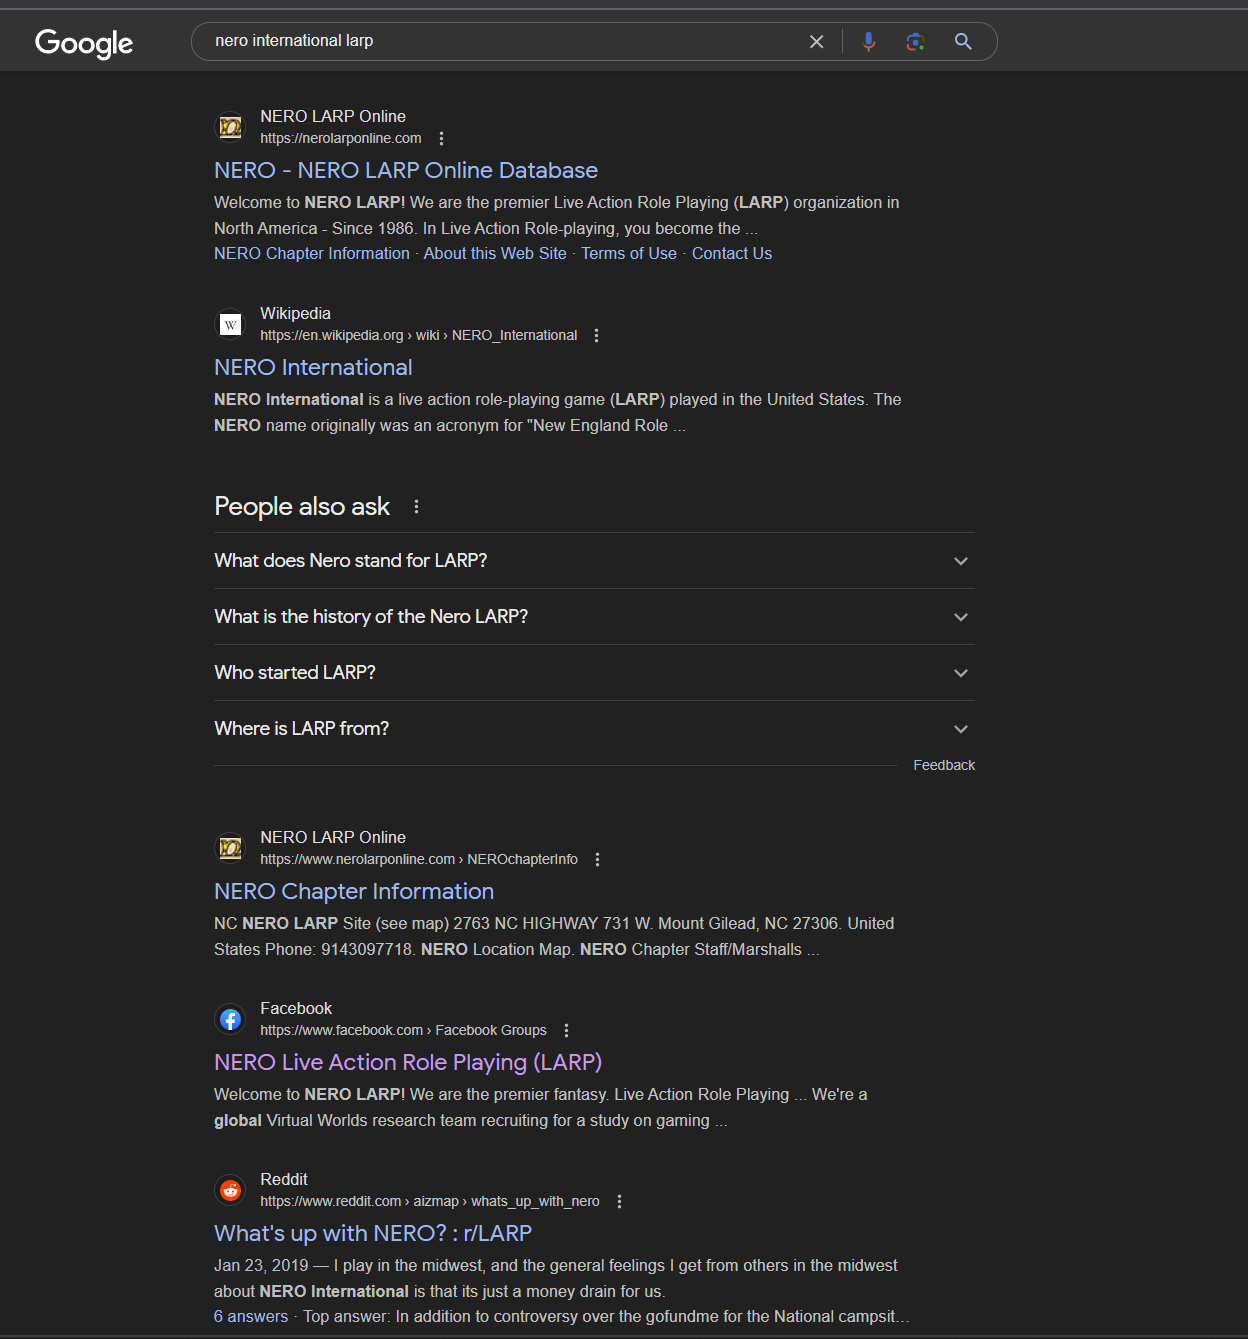 Google
nero international larp
NERO LARP Online
https://nerolarponline.com
NERO - NERO LARP Online Database
Welcome to NERO LARP! We are the premier Live Action Role Playing (LARP) organization in
North America - Since 1986. In Live Action Role-playing, you become the ...
NERO Chapter Information · About this Web Site · Terms of Use · Contact Us
W
Wikipedia
https://en.wikipedia.org › wiki › NERO_International
NERO International
NERO International is a live action role-playing game (LARP) played in the United States. The
NERO name originally was an acronym for "New England Role ...
People also ask
What does Nero stand for LARP?
What is the history of the Nero LARP?
Who started LARP?
Where is LARP from?
Feedback
NERO LARP Online
https://www.nerolarponline.com › NEROchapterInfo
NERO Chapter Information
NC NERO LARP Site (see map) 2763 NC HIGHWAY 731 W. Mount Gilead, NC 27306. United
States Phone: 9143097718. NERO Location Map. NERO Chapter Staff/Marshalls ...
Facebook
https://www.facebook.com › Facebook Groups
NERO Live Action Role Playing (LARP)
Welcome to NERO LARP! We are the premier fantasy. Live Action Role Playing ... We're a
global Virtual Worlds research team recruiting for a study on gaming ...
Reddit
https://www.reddit.com › aizmap › whats_up_with_nero
What's up with NERO? : r/LARP
Jan 23, 2019 — I play in the midwest, and the general feelings I get from others in the midwest
about NERO International is that its just a money drain for us.
6 answers · Top answer: In addition to controversy over the gofundme for the National campsit...